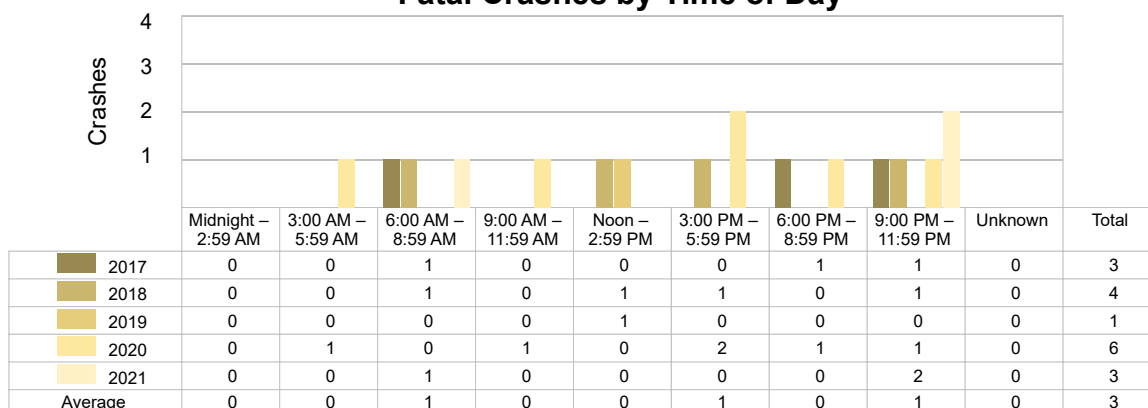 Fatal Crashes by Time of Day
4
3
2
1
Crashes
Midnight – 2:59 AM 3:00 AM – 5:59 AM 6:00 AM – 8:59 AM 9:00 AM – 11:59 AM Noon – 2:59 PM 3:00 PM – 5:59 PM 6:00 PM – 8:59 PM 9:00 PM – 11:59 PM Unknown Total
2017 0 0 1 0 0 0 1 1 0 3
2018 0 0 1 0 1 1 0 1 0 4
2019 0 0 0 0 1 0 0 0 0 1
2020 0 1 0 1 0 2 1 1 0 6
2021 0 0 1 0 0 0 0 2 0 3
Average 0 0 1 0 0 1 0 1 0 3